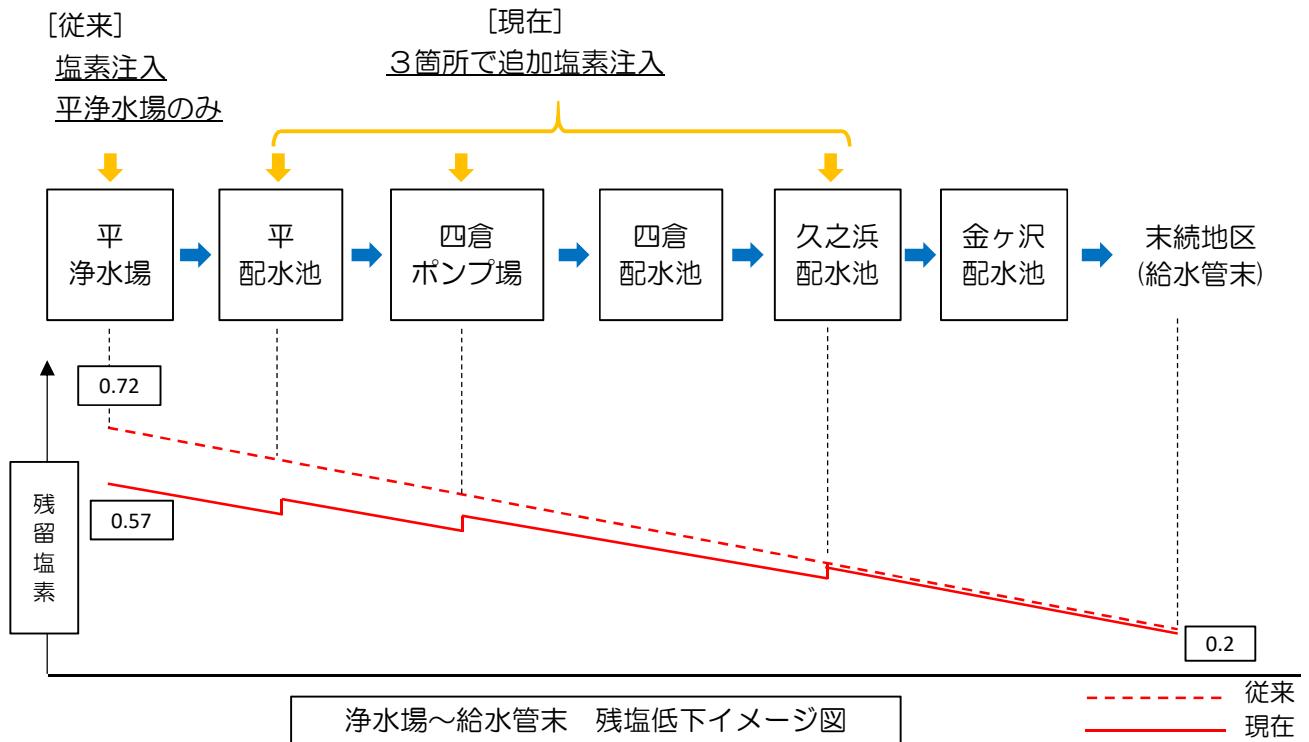 [従来]
塩素注入
平浄水場のみ
[現在]
３箇所で追加塩素注入
平
浄水場
平
配水池
四倉
ポンプ場
四倉
配水池
久之浜
配水池
金ヶ沢
配水池
末続地区
(給水管末)
0.72
0.57
残留塩素
0.2
浄水場～給水管末　残塩低下イメージ図
従来
現在